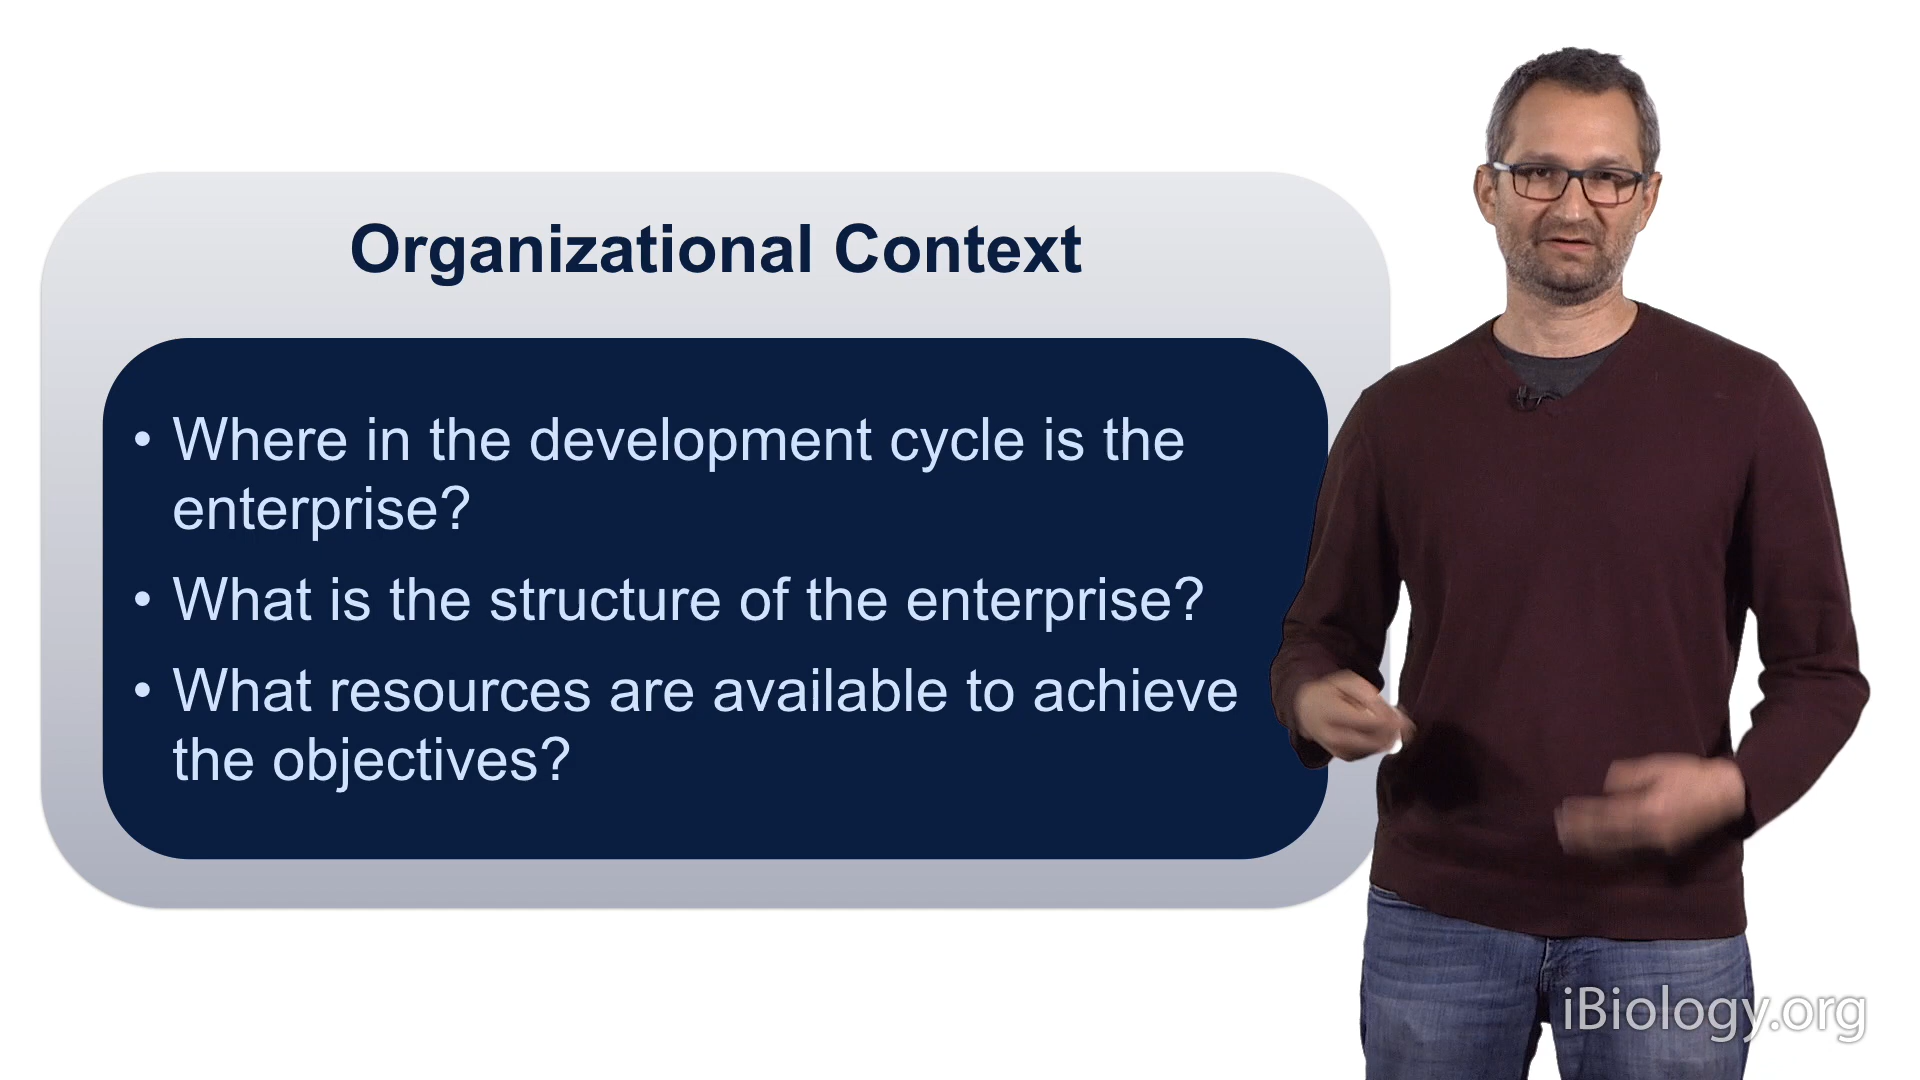 Organizational Context
• Where in the development cycle is the
enterprise?
• What is the structure of the enterprise?
• What resources are available to achieve
the objectives?
iBiology.org